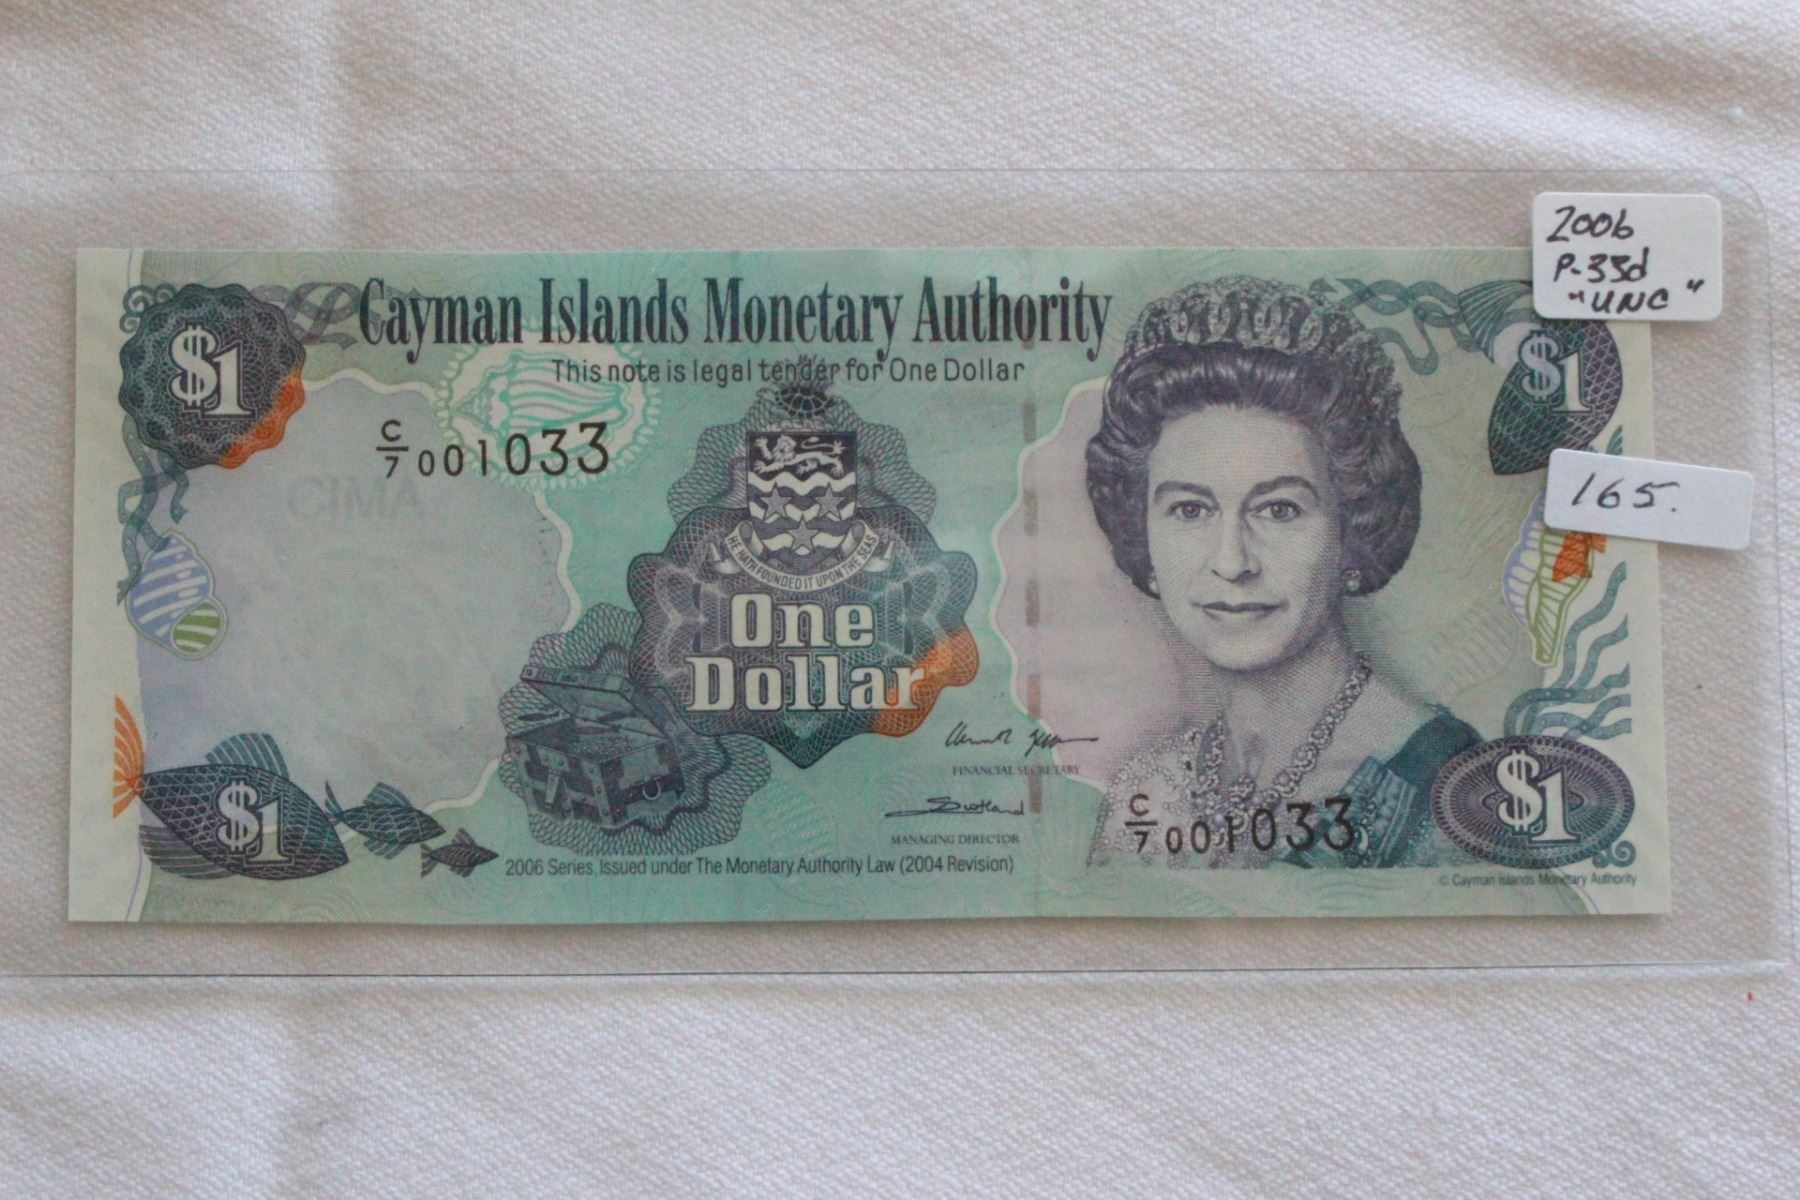 2006
P-33d
"UNC"
Cayman Islands Monetary Authority
This note is legal tender for One Dollar
$1
$1
C/7 001033
165.
CIMA
HE HATH FOUNDED IT UPON THE SEAS
One
Dollar
FINANCIAL SECRETARY
MANAGING DIRECTOR
$1
C/7 001033
$1
2006 Series, Issued under The Monetary Authority Law (2004 Revision)
© Cayman Islands Monetary Authority